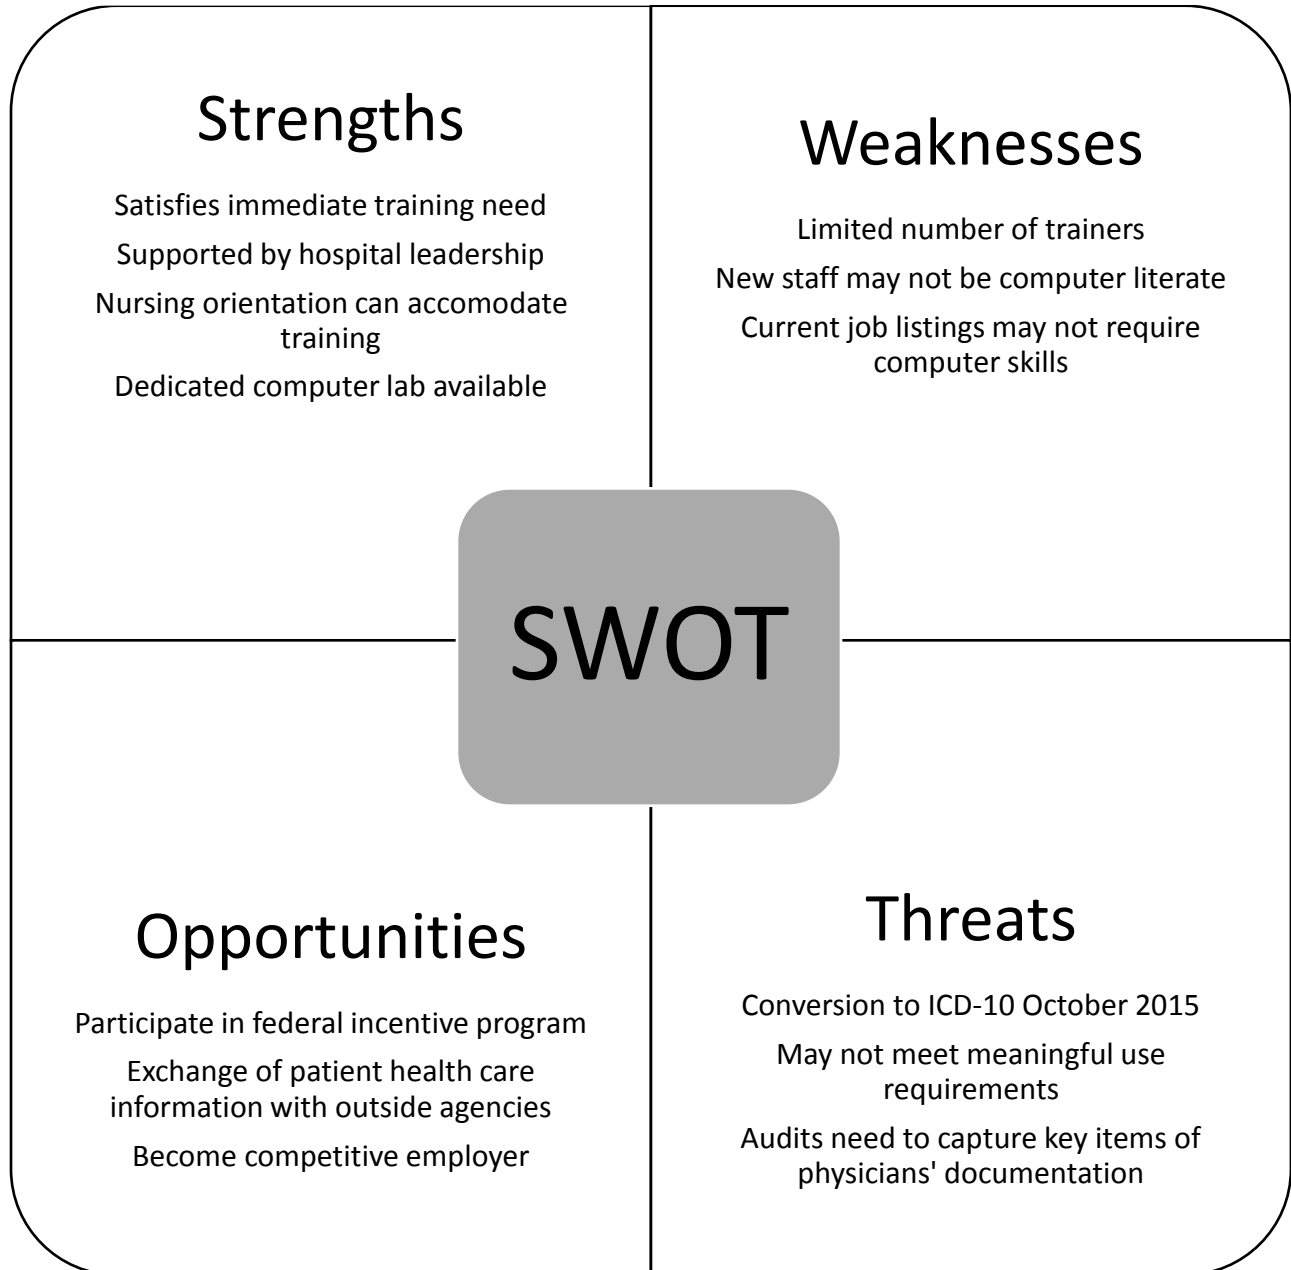 Strengths
Satisfies immediate training need
Supported by hospital leadership
Nursing orientation can accomodate
training
Dedicated computer lab available
Weaknesses
Limited number of trainers
New staff may not be computer literate
Current job listings may not require
computer skills
SWOT
Opportunities
Participate in federal incentive program
Exchange of patient health care
information with outside agencies
Become competitive employer
Threats
Conversion to ICD-10 October 2015
May not meet meaningful use
requirements
Audits need to capture key items of
physicians' documentation